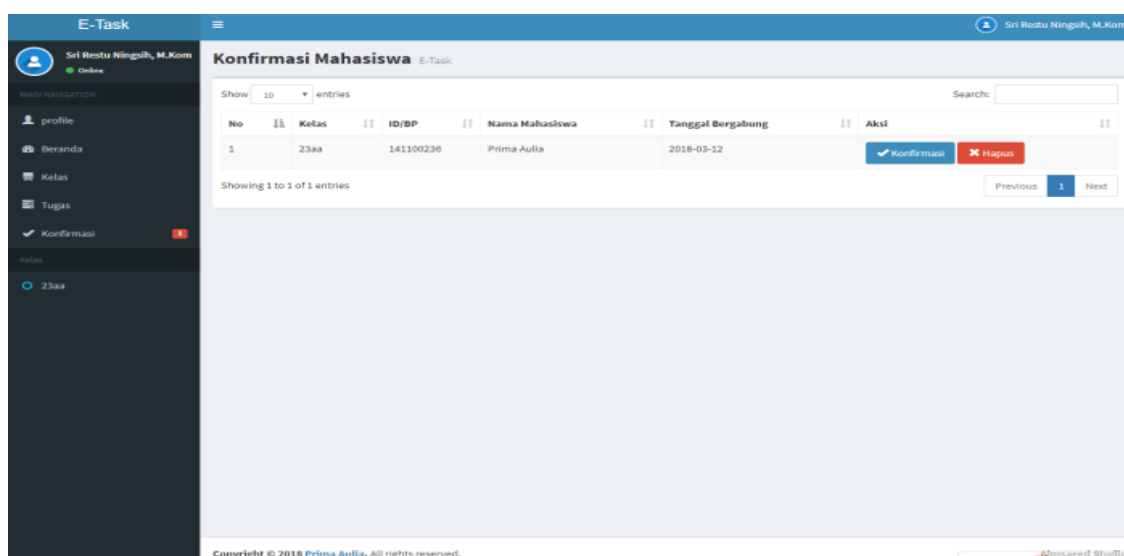 E-Task
Sri Restu Ningsih, M.Kom
Sri Restu Ningsih, M.Kom
Online
Konfirmasi Mahasiswa E-Task
MAIN NAVIGATION
profile
Beranda
Kelas
Tugas
Konfirmasi 1
Kelas
23aa
Show 10 entries
Search:
No Kelas ID/BP Nama Mahasiswa Tanggal Bergabung Aksi
1 23aa 141100236 Prima Aulia 2018-03-12 Konfirmasi Hapus
Showing 1 to 1 of 1 entries
Previous 1 Next
Copyright © 2018 Prima Aulia. All rights reserved.
Almsaeed Studio